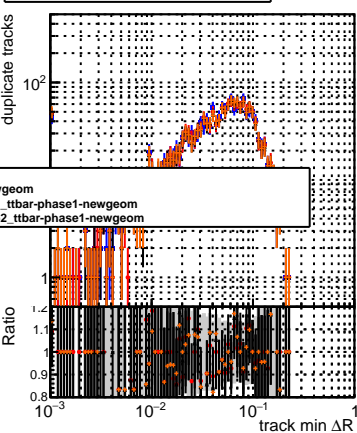 duplicate tracks
10²
vgeom
_ttbar-phase1-newgeom
2_ttbar-phase1-newgeom
1
Ratio
1.2
1.1
1
0.9
0.8
10⁻³
10⁻²
10⁻¹
1
track min ΔR